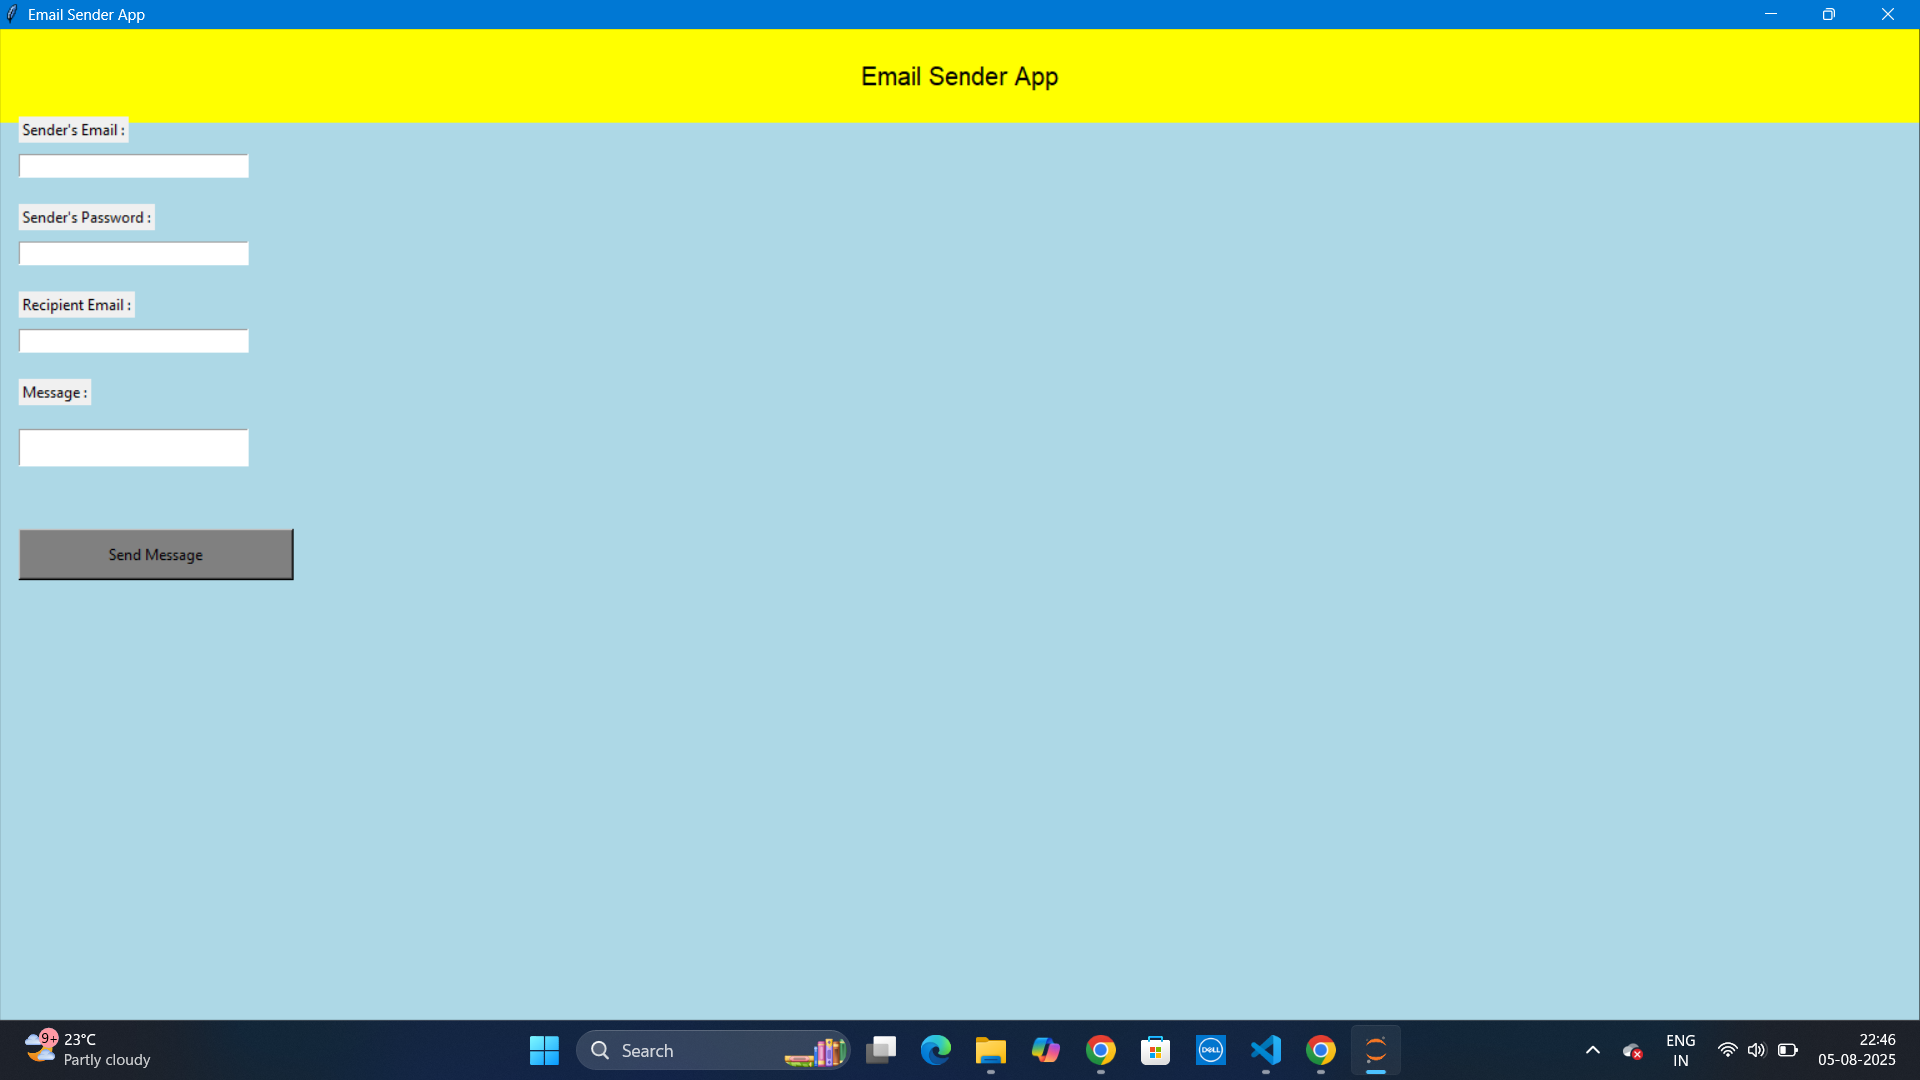 Email Sender App
Email Sender App
Sender's Email :
Sender's Password :
Recipient Email :
Message :
Send Message
9+
23°C
Partly cloudy
Search
DELL
ENG
IN
22:46
05-08-2025